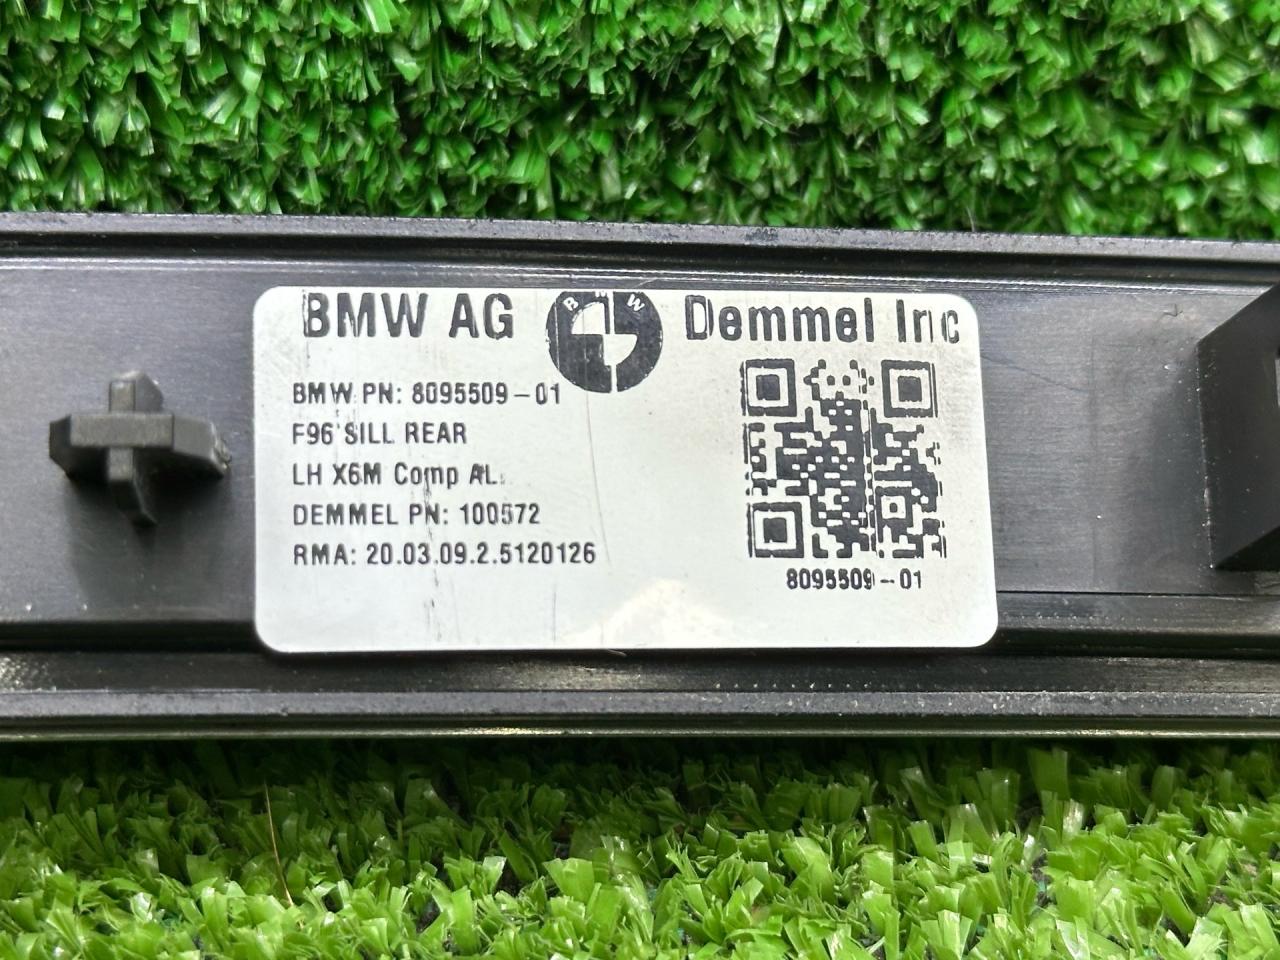 BMW AG B W Demmel Inc
BMW PN: 8095509-01
F96 SILL REAR
LH X6M Comp AL.
DEMMEL PN: 100572
RMA: 20.03.09.2.5120126
8095509-01